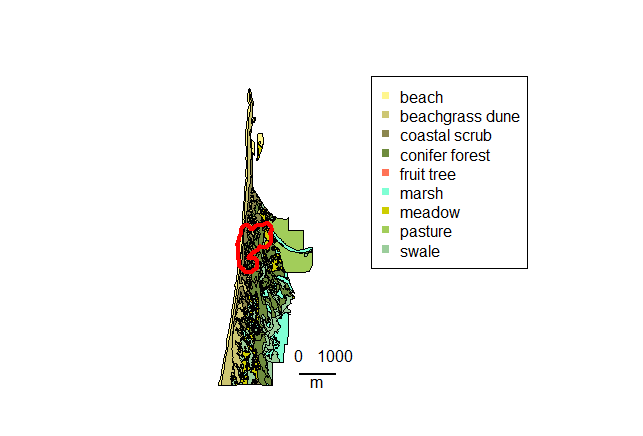 beach
beachgrass dune
coastal scrub
conifer forest
fruit tree
marsh
meadow
pasture
swale
0 1000
m